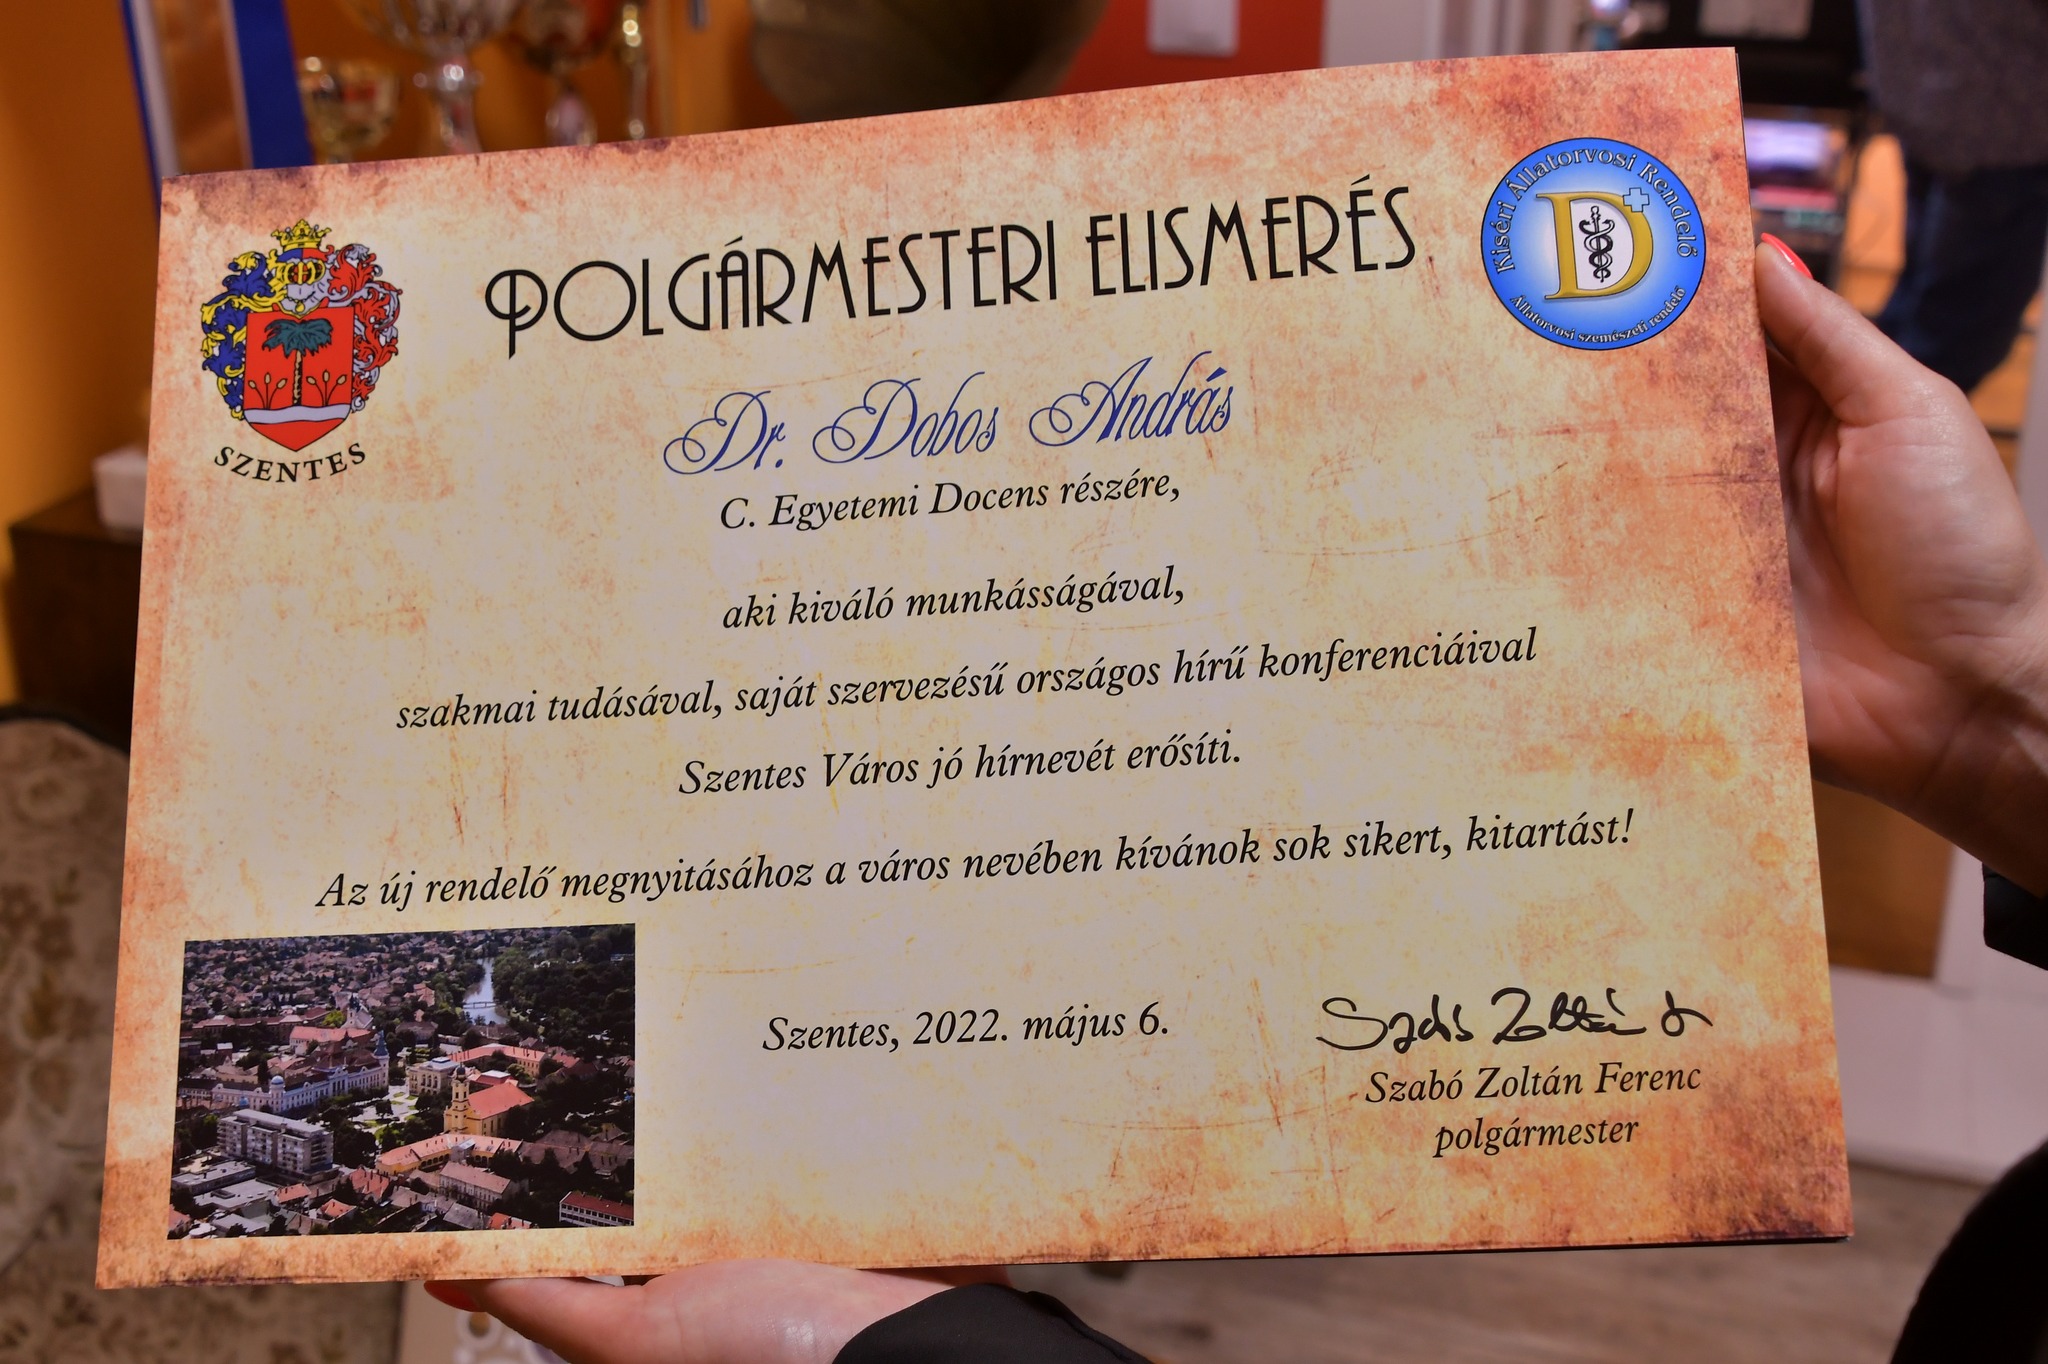 POLGÁRMESTERI ELISMERÉS
SZENTES
Kiséri Állatorvosi Rendelő
D
Állatorvosi szemészeti rendelő
Dr. Dobos András
C. Egyetemi Docens részére,
aki kiváló munkásságával,
szakmai tudásával, saját szervezésű országos hírű konferenciáival
Szentes Város jó hírnevét erősíti.
Az új rendelő megnyitásához a város nevében kívánok sok sikert, kitartást!
Szentes, 2022. május 6.
Szabó Zoltán
Szabó Zoltán Ferenc
polgármester